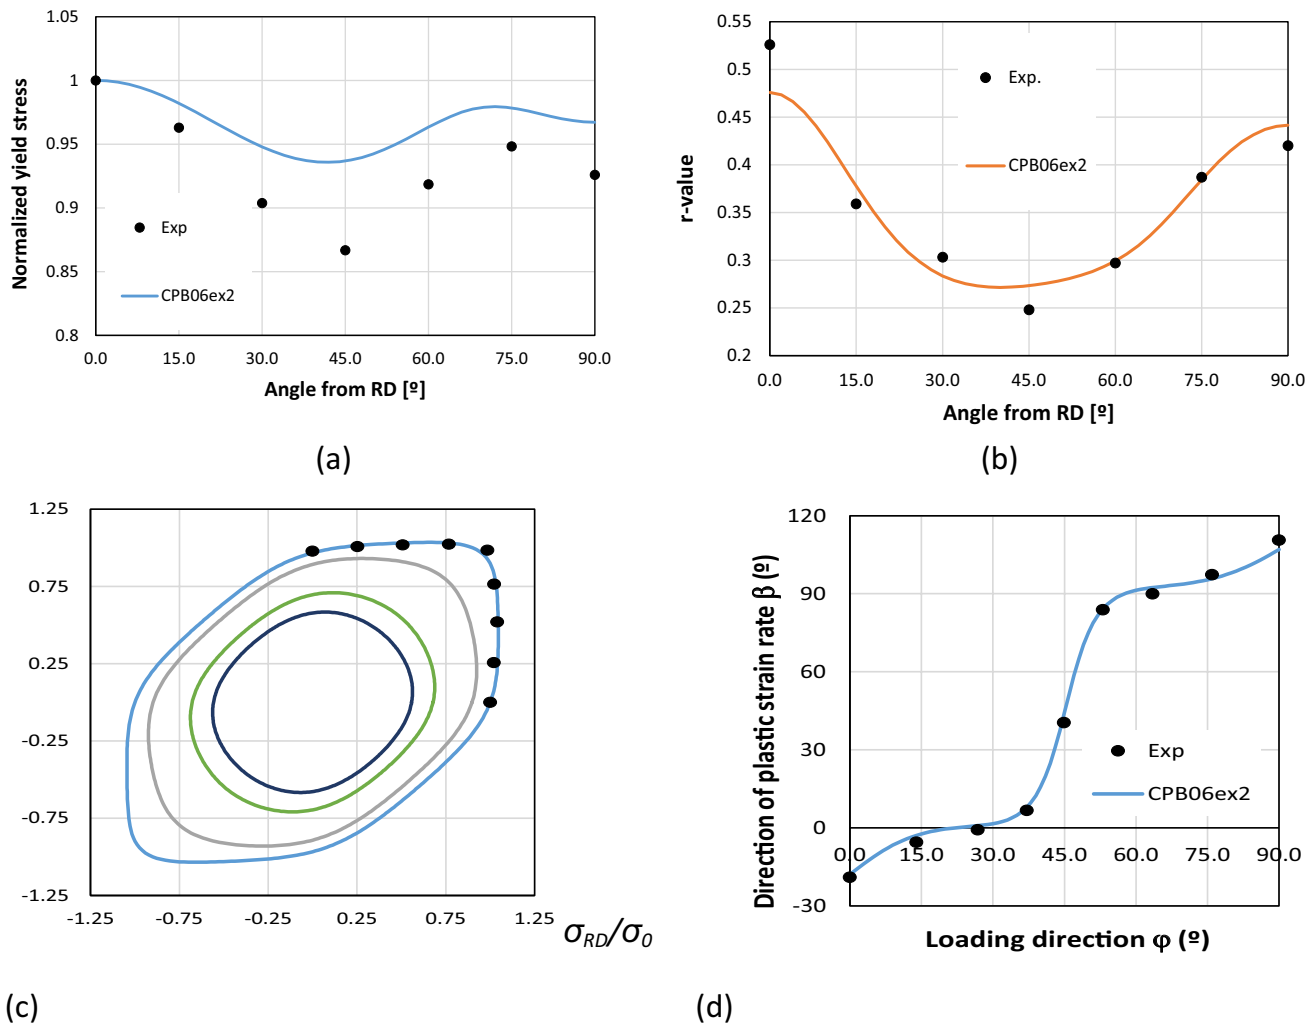 1.05
1
0.95
0.9
0.85
0.8
Normalized yield stress
Exp
CPB06ex2
0.0 15.0 30.0 45.0 60.0 75.0 90.0
Angle from RD [º]
(a)
0.55
0.5
0.45
0.4
0.35
0.3
0.25
0.2
r-value
Exp.
CPB06ex2
0.0 15.0 30.0 45.0 60.0 75.0 90.0
Angle from RD [º]
(b)
1.25
0.75
0.25
-0.25
-0.75
-1.25
-1.25 -0.75 -0.25 0.25 0.75 1.25
σRD/σ0
(c)
120
90
60
30
0
-30
Direction of plastic strain rate β (º)
Exp
CPB06ex2
0.0 15.0 30.0 45.0 60.0 75.0 90.0
Loading direction φ (º)
(d)